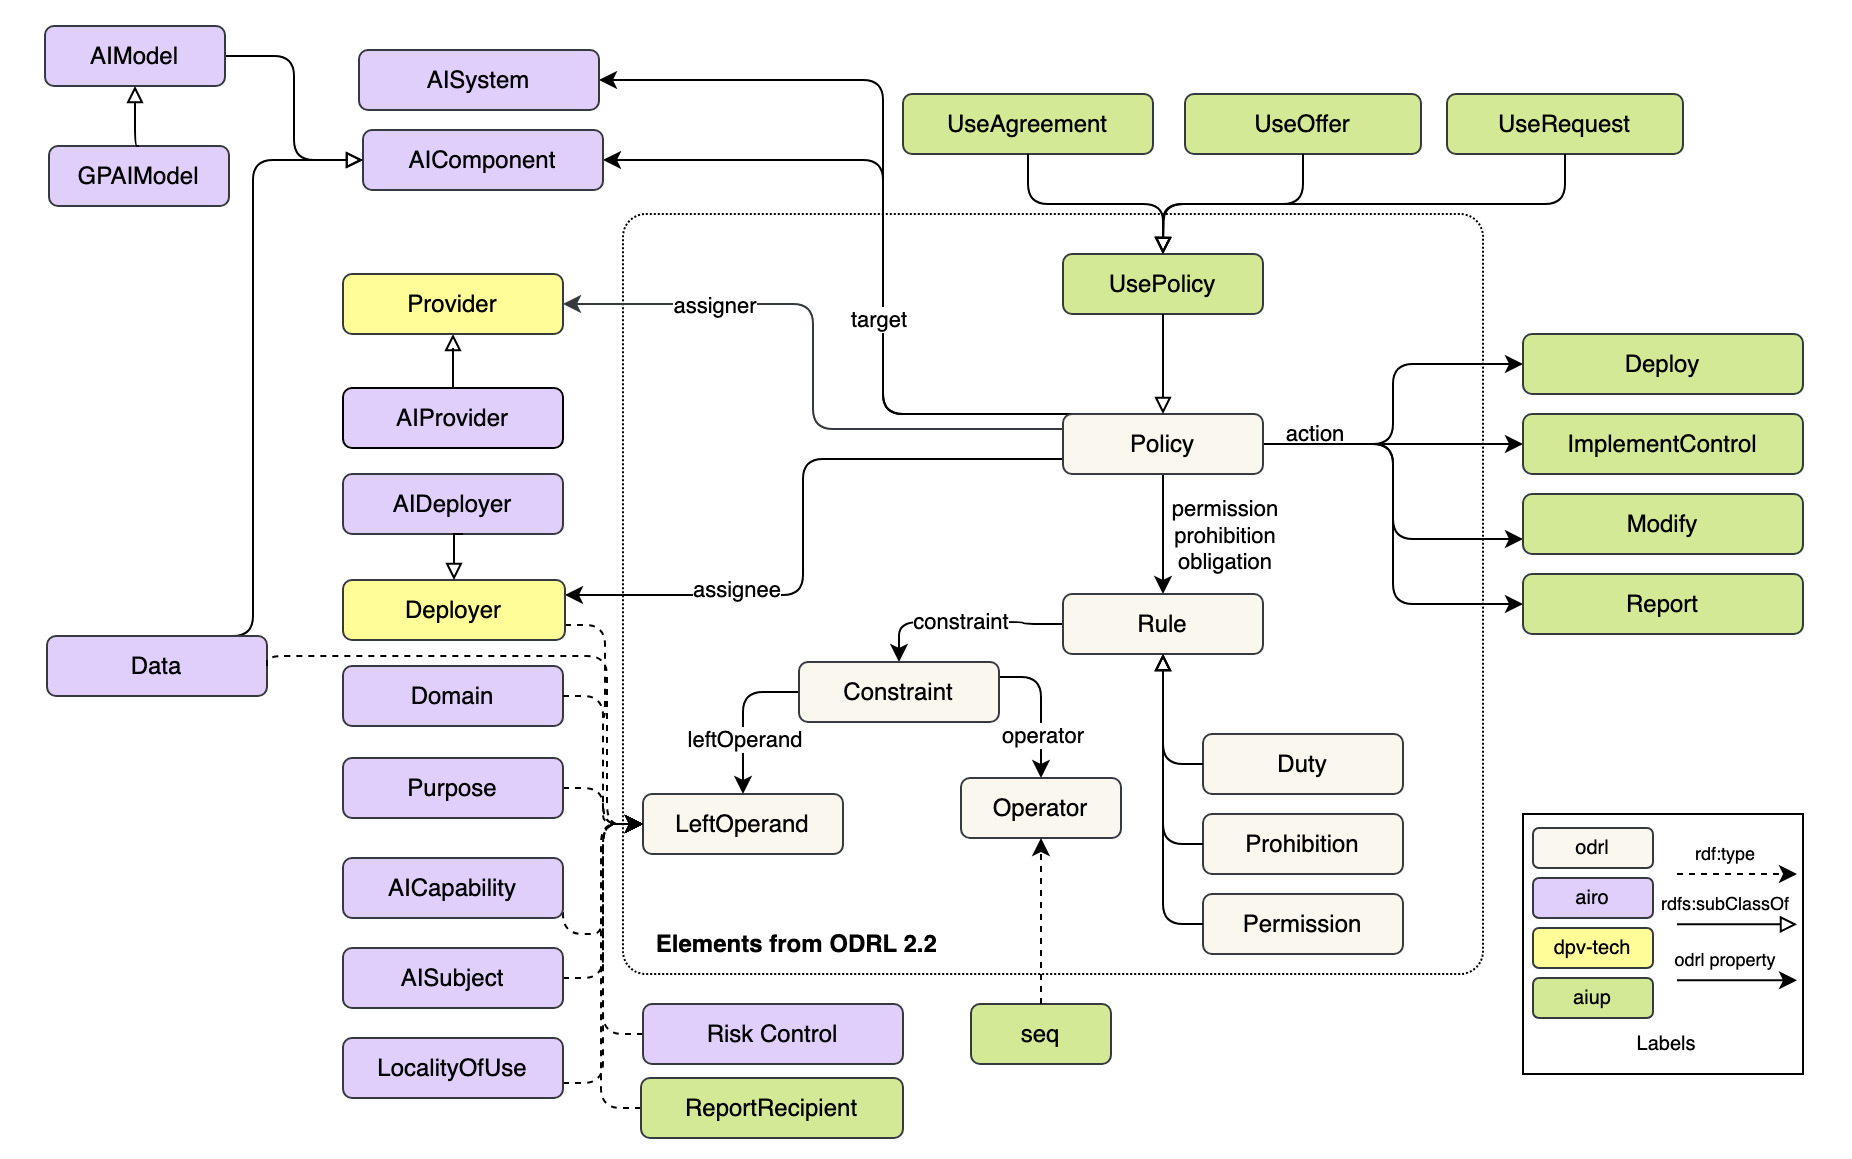 AIModel
AISystem
UseAgreement
UseOffer
UseRequest
AIComponent
GPAIModel
UsePolicy
Provider
assigner
target
Deploy
AIProvider
Policy
action
ImplementControl
AIDeployer
permission
prohibition
obligation
Modify
Deployer
assignee
Report
constraint
Rule
Data
Domain
Constraint
leftOperand
operator
Duty
Purpose
LeftOperand
Operator
Prohibition
AICapability
Permission
Elements from ODRL 2.2
AISubject
Risk Control
seq
LocalityOfUse
ReportRecipient
odrl
rdf:type
airo
rdfs:subClassOf
dpv-tech
odrl property
aiup
Labels